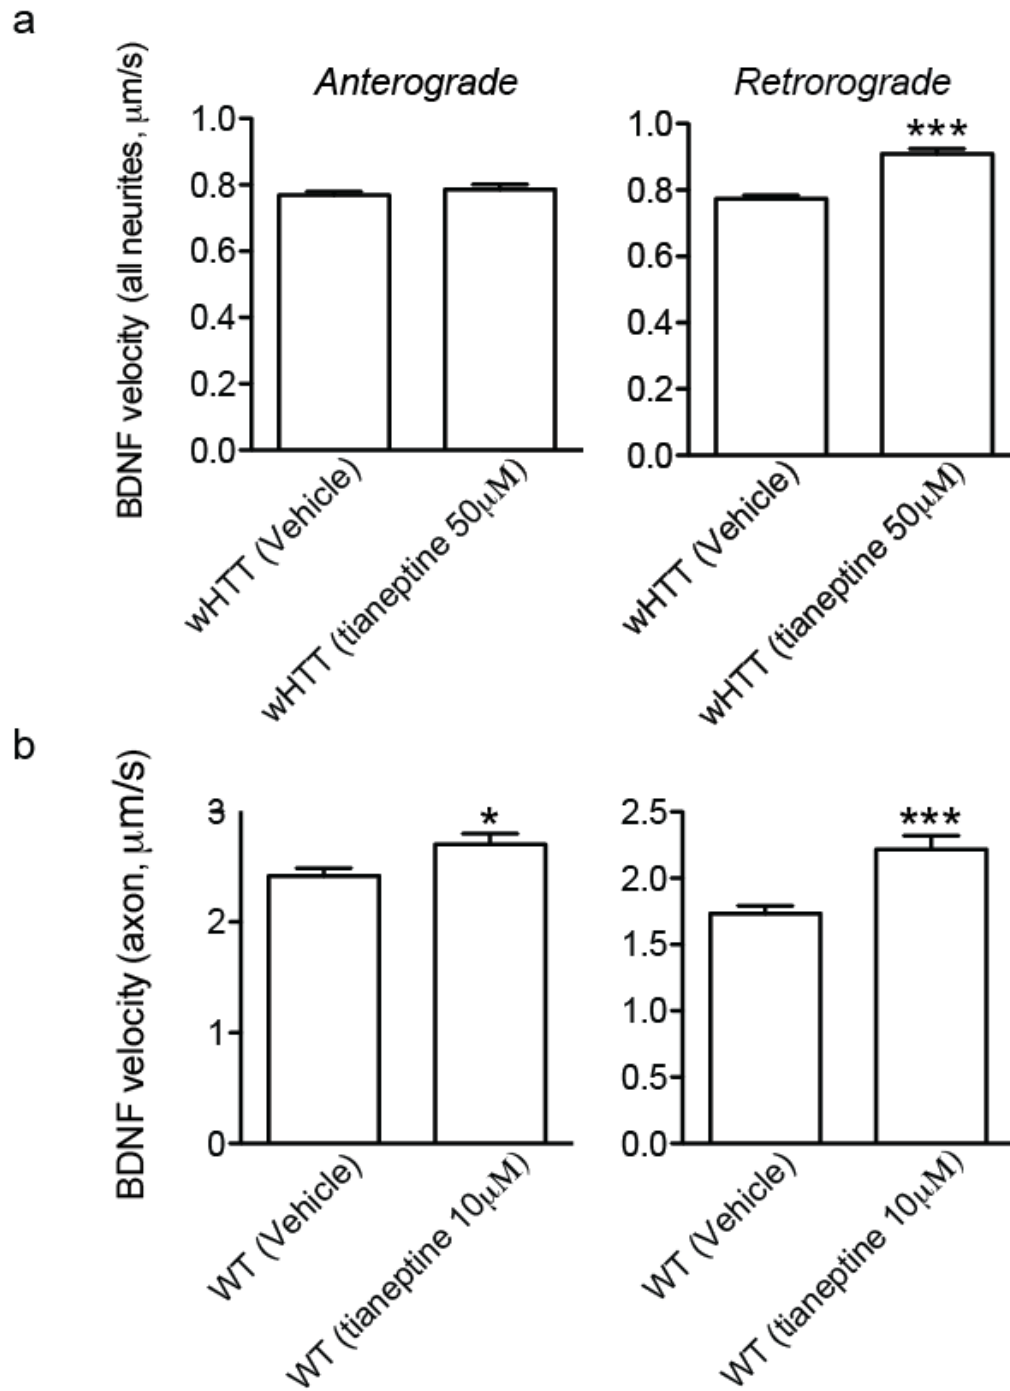 a
Anterograde
Retrorograde
BDNF velocity (all neurites, μm/s)
1.0
0.8
0.6
0.4
0.2
0.0
wHTT (Vehicle)
wHTT (tianeptine 50μM)
1.0
***
0.8
0.6
0.4
0.2
0.0
wHTT (Vehicle)
wHTT (tianeptine 50μM)
b
BDNF velocity (axon, μm/s)
3
*
2
1
0
WT (Vehicle)
WT (tianeptine 10μM)
2.5
***
2.0
1.5
1.0
0.5
0.0
WT (Vehicle)
WT (tianeptine 10μM)